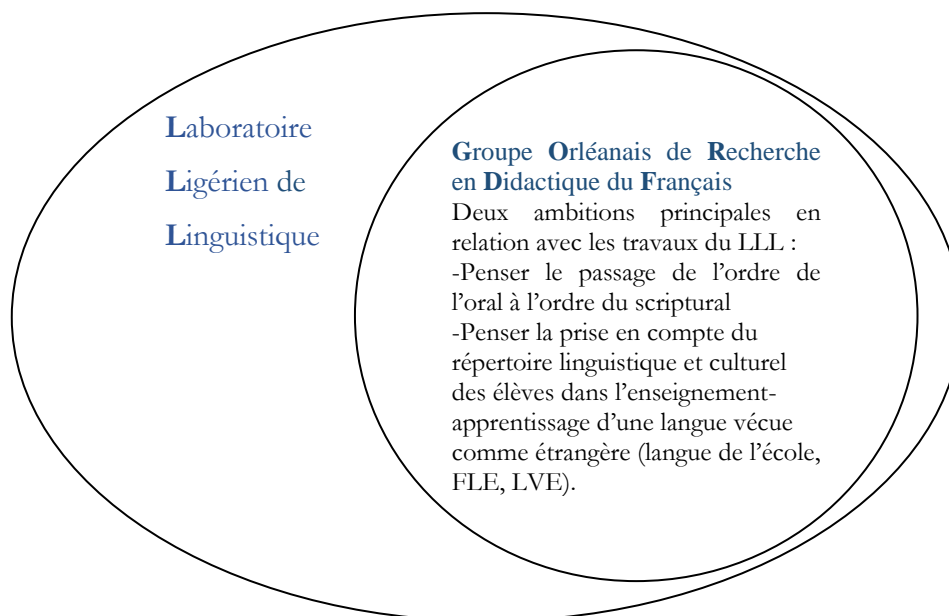 Laboratoire
Ligérien de
Linguistique
Groupe Orléanais de Recherche
en Didactique du Français
Deux ambitions principales en
relation avec les travaux du LLL :
-Penser le passage de l’ordre de
l’oral à l’ordre du scriptural
-Penser la prise en compte du
répertoire linguistique et culturel
des élèves dans l’enseignement-
apprentissage d’une langue vécue
comme étrangère (langue de l’école,
FLE, LVE).